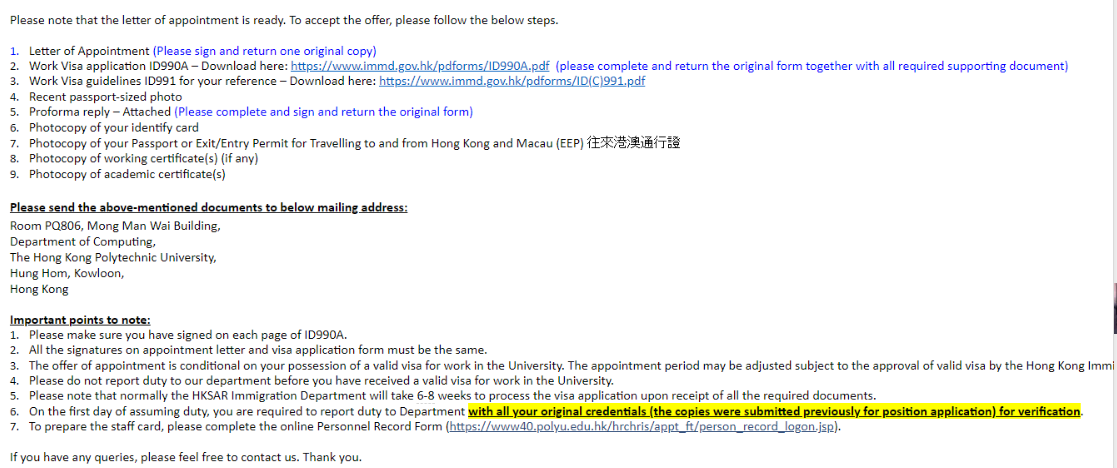 Please note that the letter of appointment is ready. To accept the offer, please follow the below steps.
1. Letter of Appointment (Please sign and return one original copy)
2. Work Visa application ID990A – Download here: https://www.immd.gov.hk/pdforms/ID990A.pdf (please complete and return the original form together with all required supporting document)
3. Work Visa guidelines ID991 for your reference – Download here: https://www.immd.gov.hk/pdforms/ID(C)991.pdf
4. Recent passport-sized photo
5. Proforma reply – Attached (Please complete and sign and return the original form)
6. Photocopy of your identify card
7. Photocopy of your Passport or Exit/Entry Permit for Travelling to and from Hong Kong and Macau (EEP) 往來港澳通行證
8. Photocopy of working certificate(s) (if any)
9. Photocopy of academic certificate(s)
Please send the above-mentioned documents to below mailing address:
Room PQ806, Mong Man Wai Building,
Department of Computing,
The Hong Kong Polytechnic University,
Hung Hom, Kowloon,
Hong Kong
Important points to note:
1. Please make sure you have signed on each page of ID990A.
2. All the signatures on appointment letter and visa application form must be the same.
3. The offer of appointment is conditional on your possession of a valid visa for work in the University. The appointment period may be adjusted subject to the approval of valid visa by the Hong Kong Immi
4. Please do not report duty to our department before you have received a valid visa for work in the University.
5. Please note that normally the HKSAR Immigration Department will take 6-8 weeks to process the visa application upon receipt of all the required documents.
6. On the first day of assuming duty, you are required to report duty to Department with all your original credentials (the copies were submitted previously for position application) for verification.
7. To prepare the staff card, please complete the online Personnel Record Form (https://www40.polyu.edu.hk/hrchris/appt_ft/person_record_logon.jsp).
If you have any queries, please feel free to contact us. Thank you.